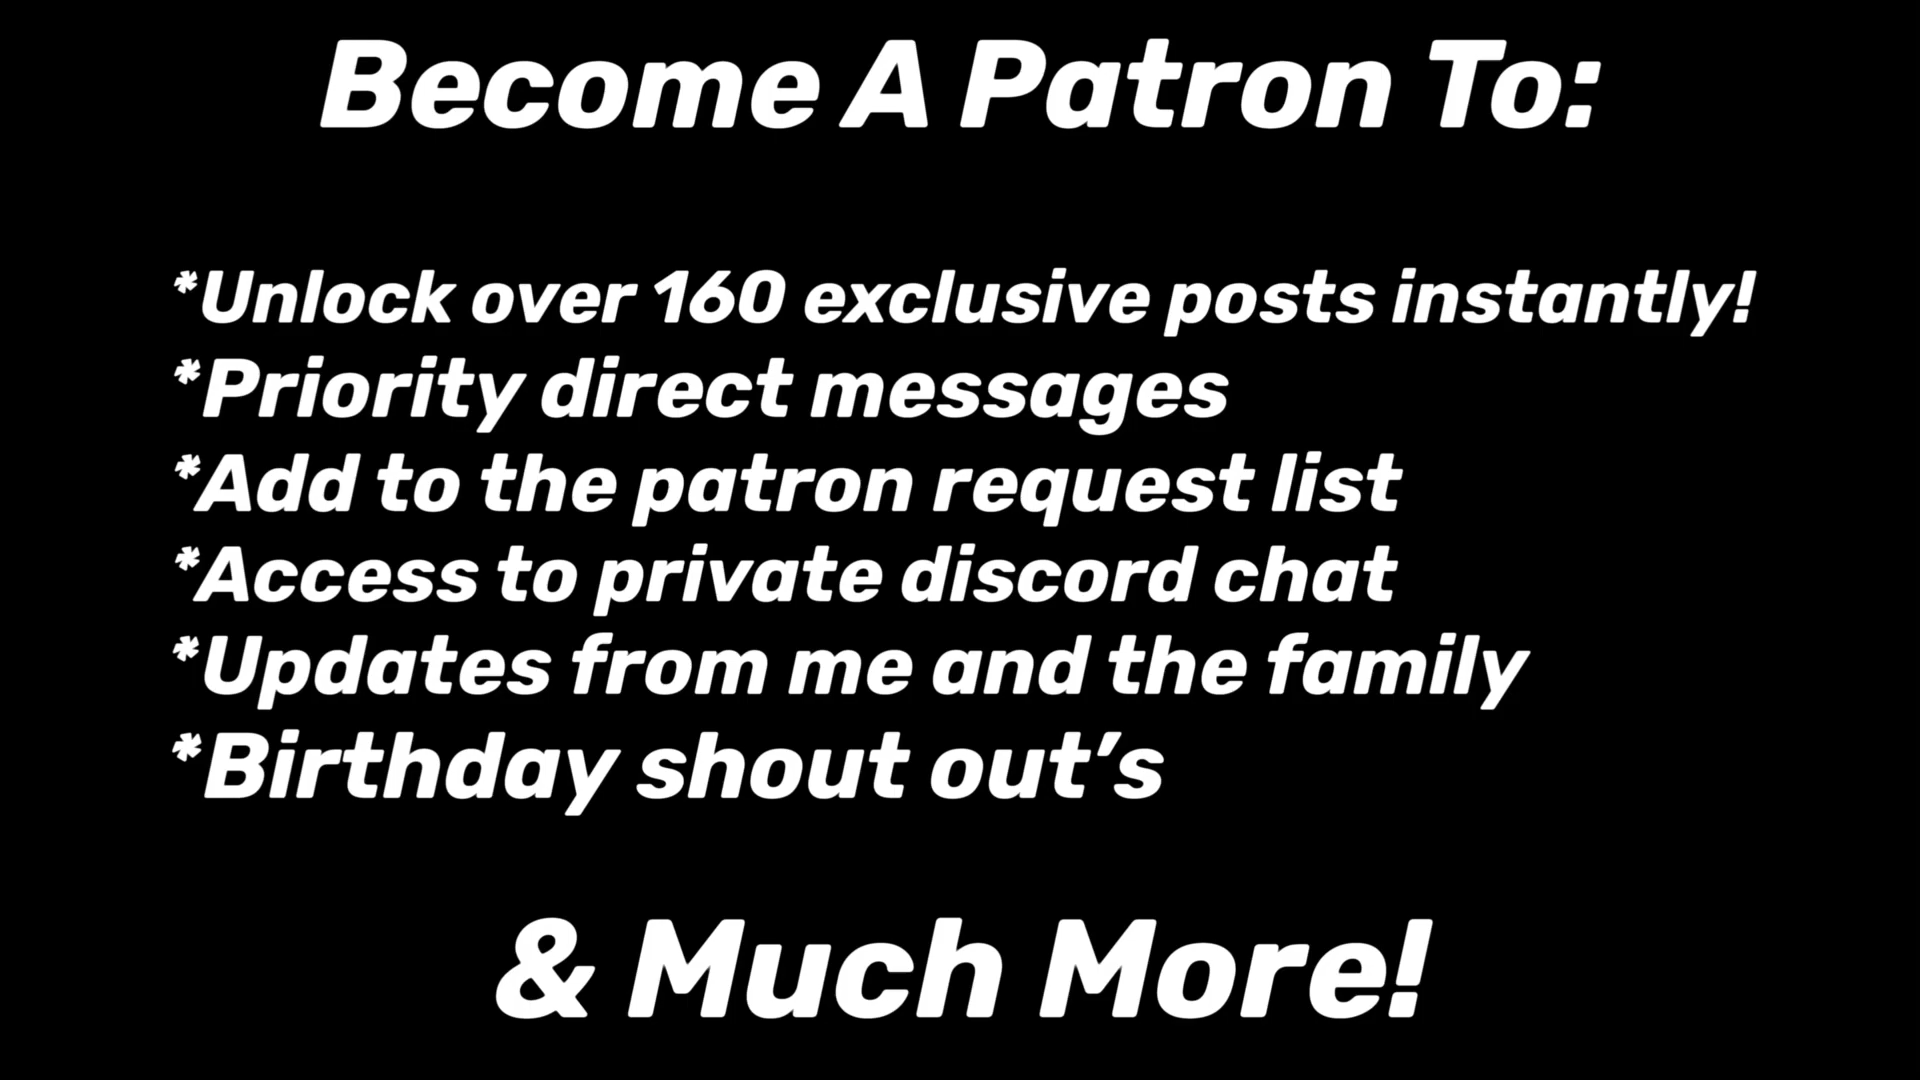 Become A Patron To:
*Unlock over 160 exclusive posts instantly!
*Priority direct messages
*Add to the patron request list
*Access to private discord chat
*Updates from me and the family
*Birthday shout out’s
& Much More!